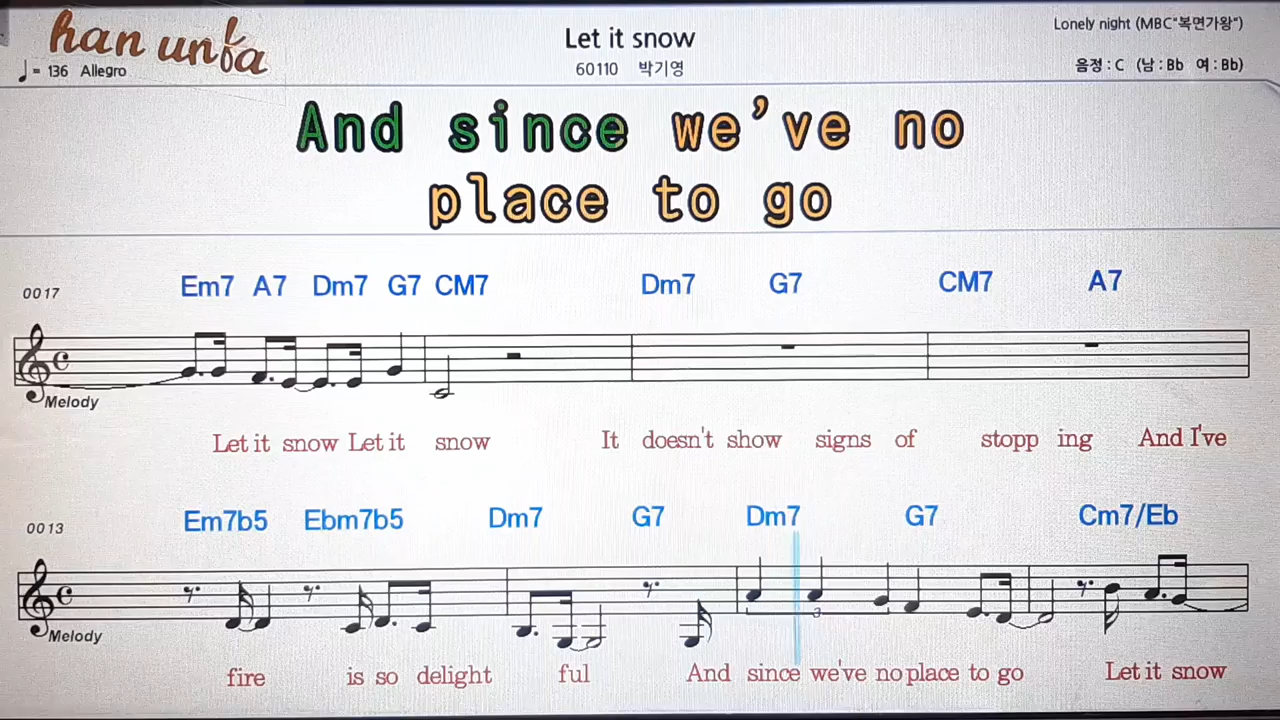 han unba
♩= 136 Allegro
Let it snow
60110 박기영
Lonely night (MBC"복면가왕")
음정 : C (남 : Bb 여 : Bb)
And since we've no
place to go
0017
Em7 A7 Dm7 G7 CM7 Dm7 G7 CM7 A7
Melody
Let it snow Let it snow It doesn't show signs of stopp ing And I've
0013
Em7b5 Ebm7b5 Dm7 G7 Dm7 G7 Cm7/Eb
3
Melody
fire is so delight ful And since we've no place to go Let it snow